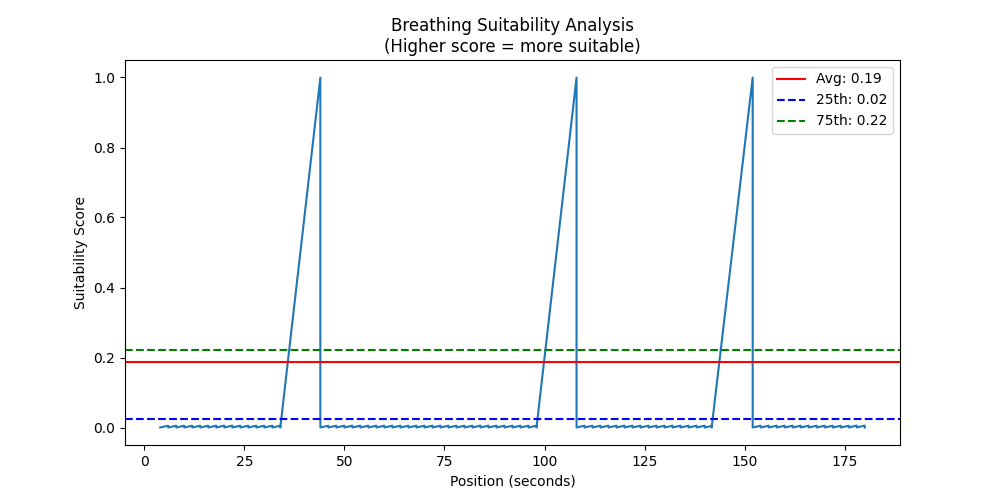 Breathing Suitability Analysis
(Higher score = more suitable)
Avg: 0.19
25th: 0.02
75th: 0.22
Suitability Score
1.0
0.8
0.6
0.4
0.2
0.0
0 25 50 75 100 125 150 175
Position (seconds)